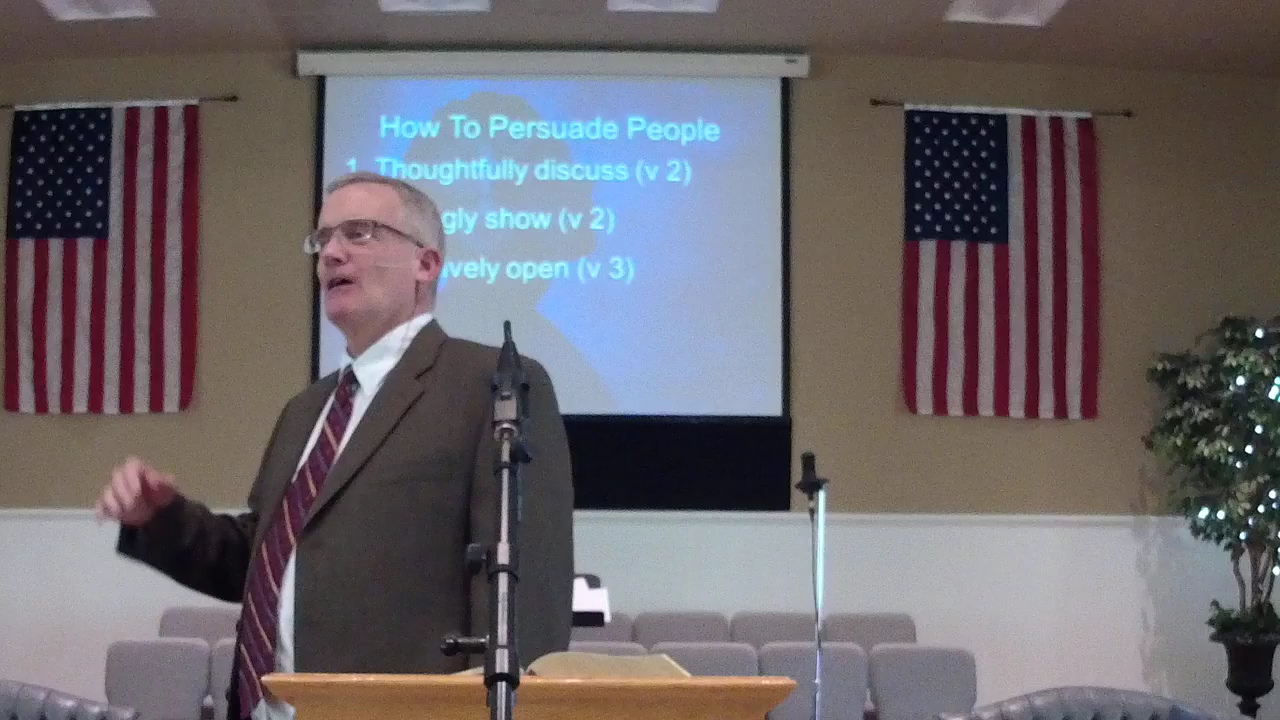 How To Persuade People
1. Thoughtfully discuss (v 2)
gly show (v 2)
vely open (v 3)